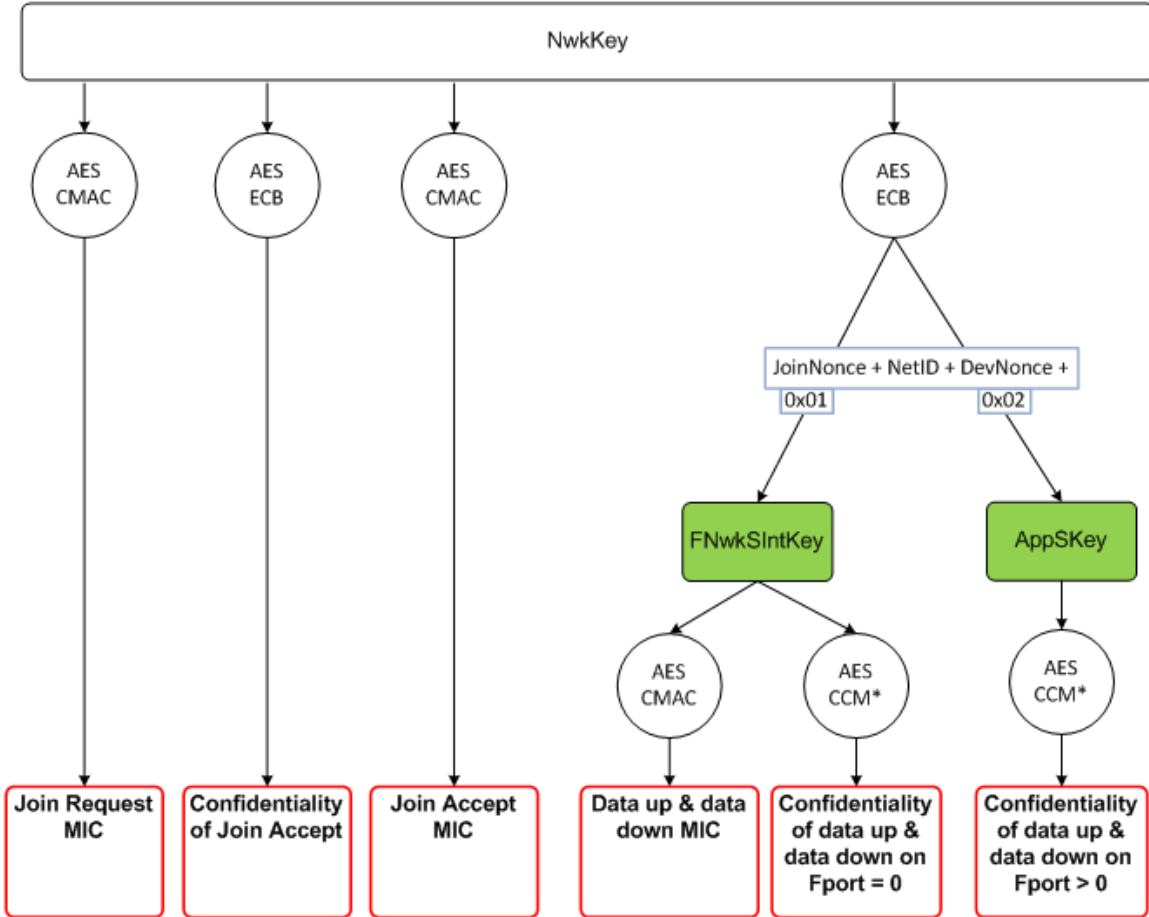 NwkKey
AES
CMAC
AES
ECB
AES
CMAC
AES
ECB
JoinNonce + NetID + DevNonce +
0x01
0x02
FNwkSIntKey
AppSKey
AES
CMAC
AES
CCM*
AES
CCM*
Join Request
MIC
Confidentiality
of Join Accept
Join Accept
MIC
Data up & data
down MIC
Confidentiality
of data up &
data down on
Fport = 0
Confidentiality
of data up &
data down on
Fport > 0